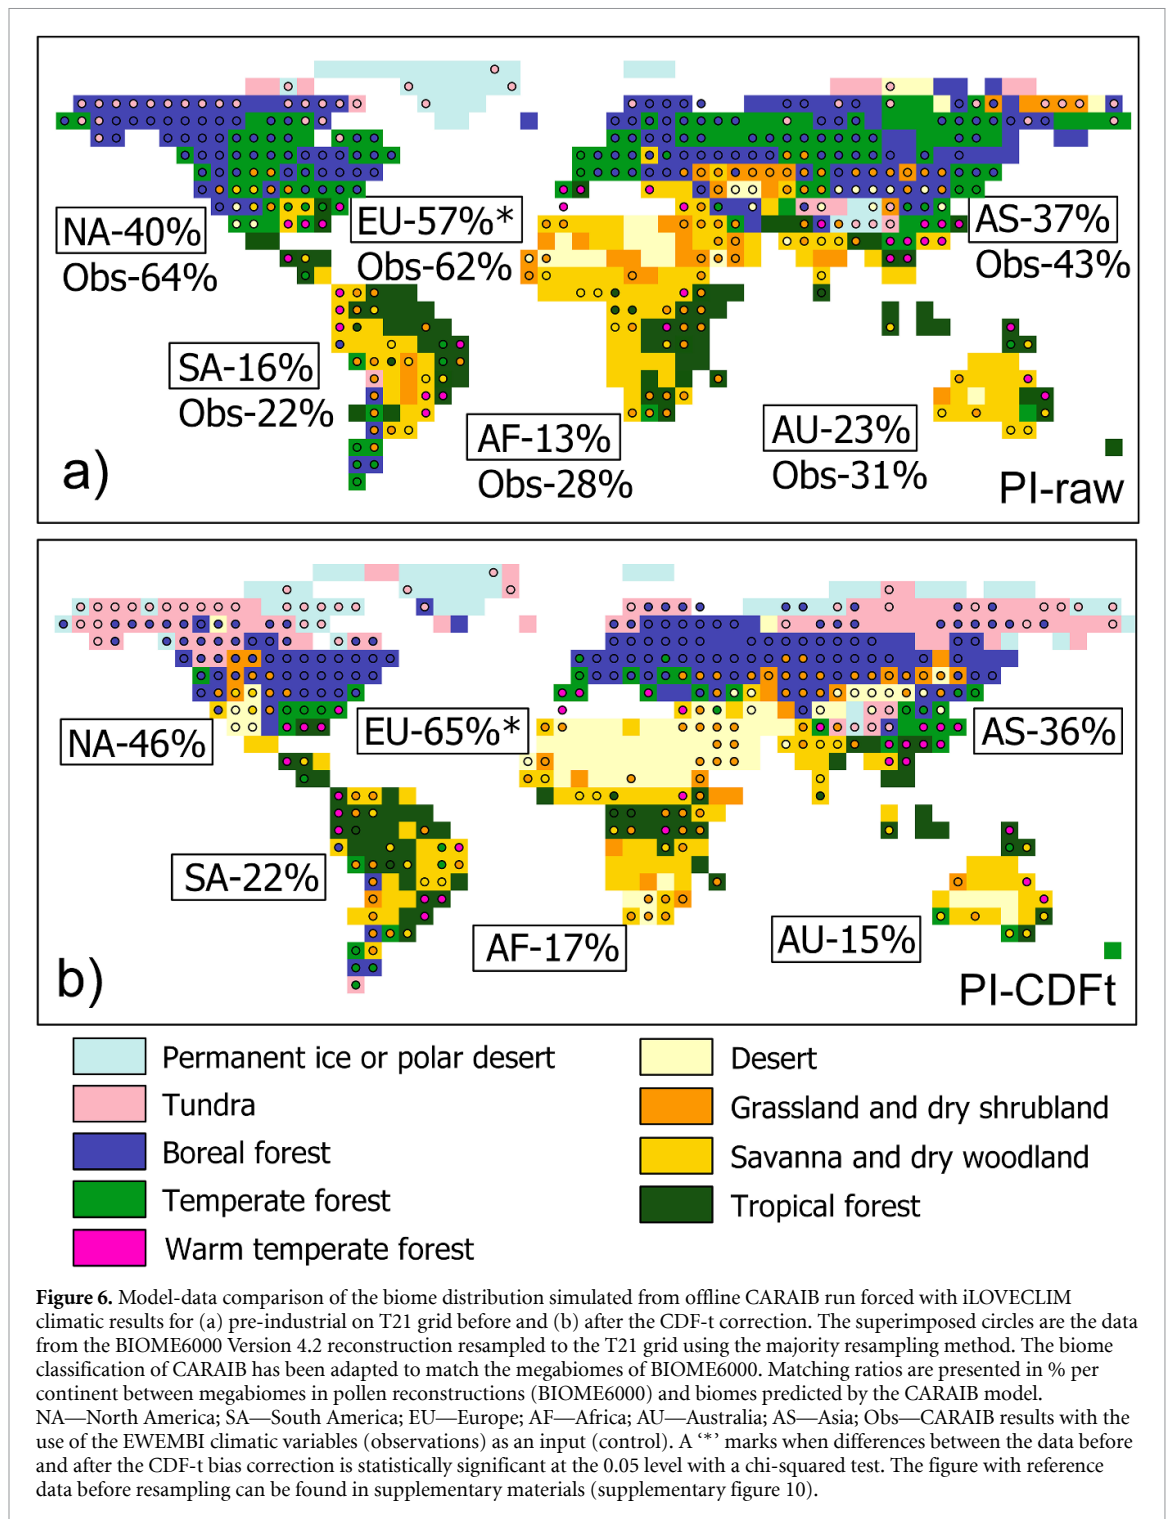 NA-40%
Obs-64%
EU-57%*
Obs-62%
AS-37%
Obs-43%
SA-16%
Obs-22%
AF-13%
Obs-28%
AU-23%
Obs-31%
a)
PI-raw
NA-46%
EU-65%*
AS-36%
SA-22%
AF-17%
AU-15%
b)
PI-CDFt
Permanent ice or polar desert
Tundra
Boreal forest
Temperate forest
Warm temperate forest
Desert
Grassland and dry shrubland
Savanna and dry woodland
Tropical forest
Figure 6. Model-data comparison of the biome distribution simulated from offline CARAIB run forced with iLOVECLIM
climatic results for (a) pre-industrial on T21 grid before and (b) after the CDF-t correction. The superimposed circles are the data
from the BIOME6000 Version 4.2 reconstruction resampled to the T21 grid using the majority resampling method. The biome
classification of CARAIB has been adapted to match the megabiomes of BIOME6000. Matching ratios are presented in % per
continent between megabiomes in pollen reconstructions (BIOME6000) and biomes predicted by the CARAIB model.
NA—North America; SA—South America; EU—Europe; AF—Africa; AU—Australia; AS—Asia; Obs—CARAIB results with the
use of the EWEMBI climatic variables (observations) as an input (control). A ‘*’ marks when differences between the data before
and after the CDF-t bias correction is statistically significant at the 0.05 level with a chi-squared test. The figure with reference
data before resampling can be found in supplementary materials (supplementary figure 10).